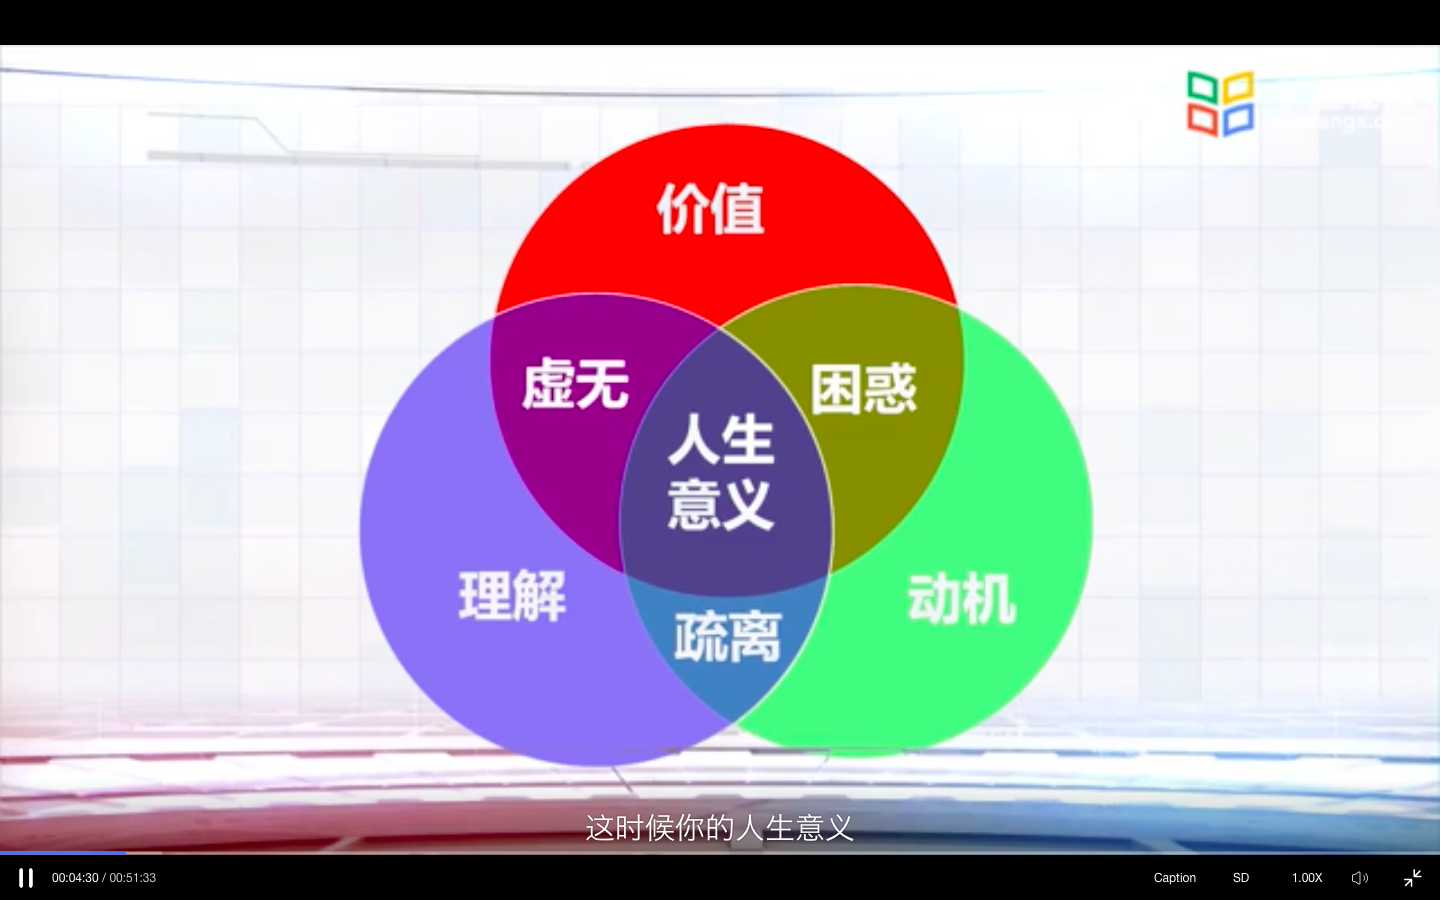 价值
虚无
困惑
人生
意义
理解
动机
疏离
这时候你的人生意义
00:04:30 / 00:51:33
Caption
SD
1.00X